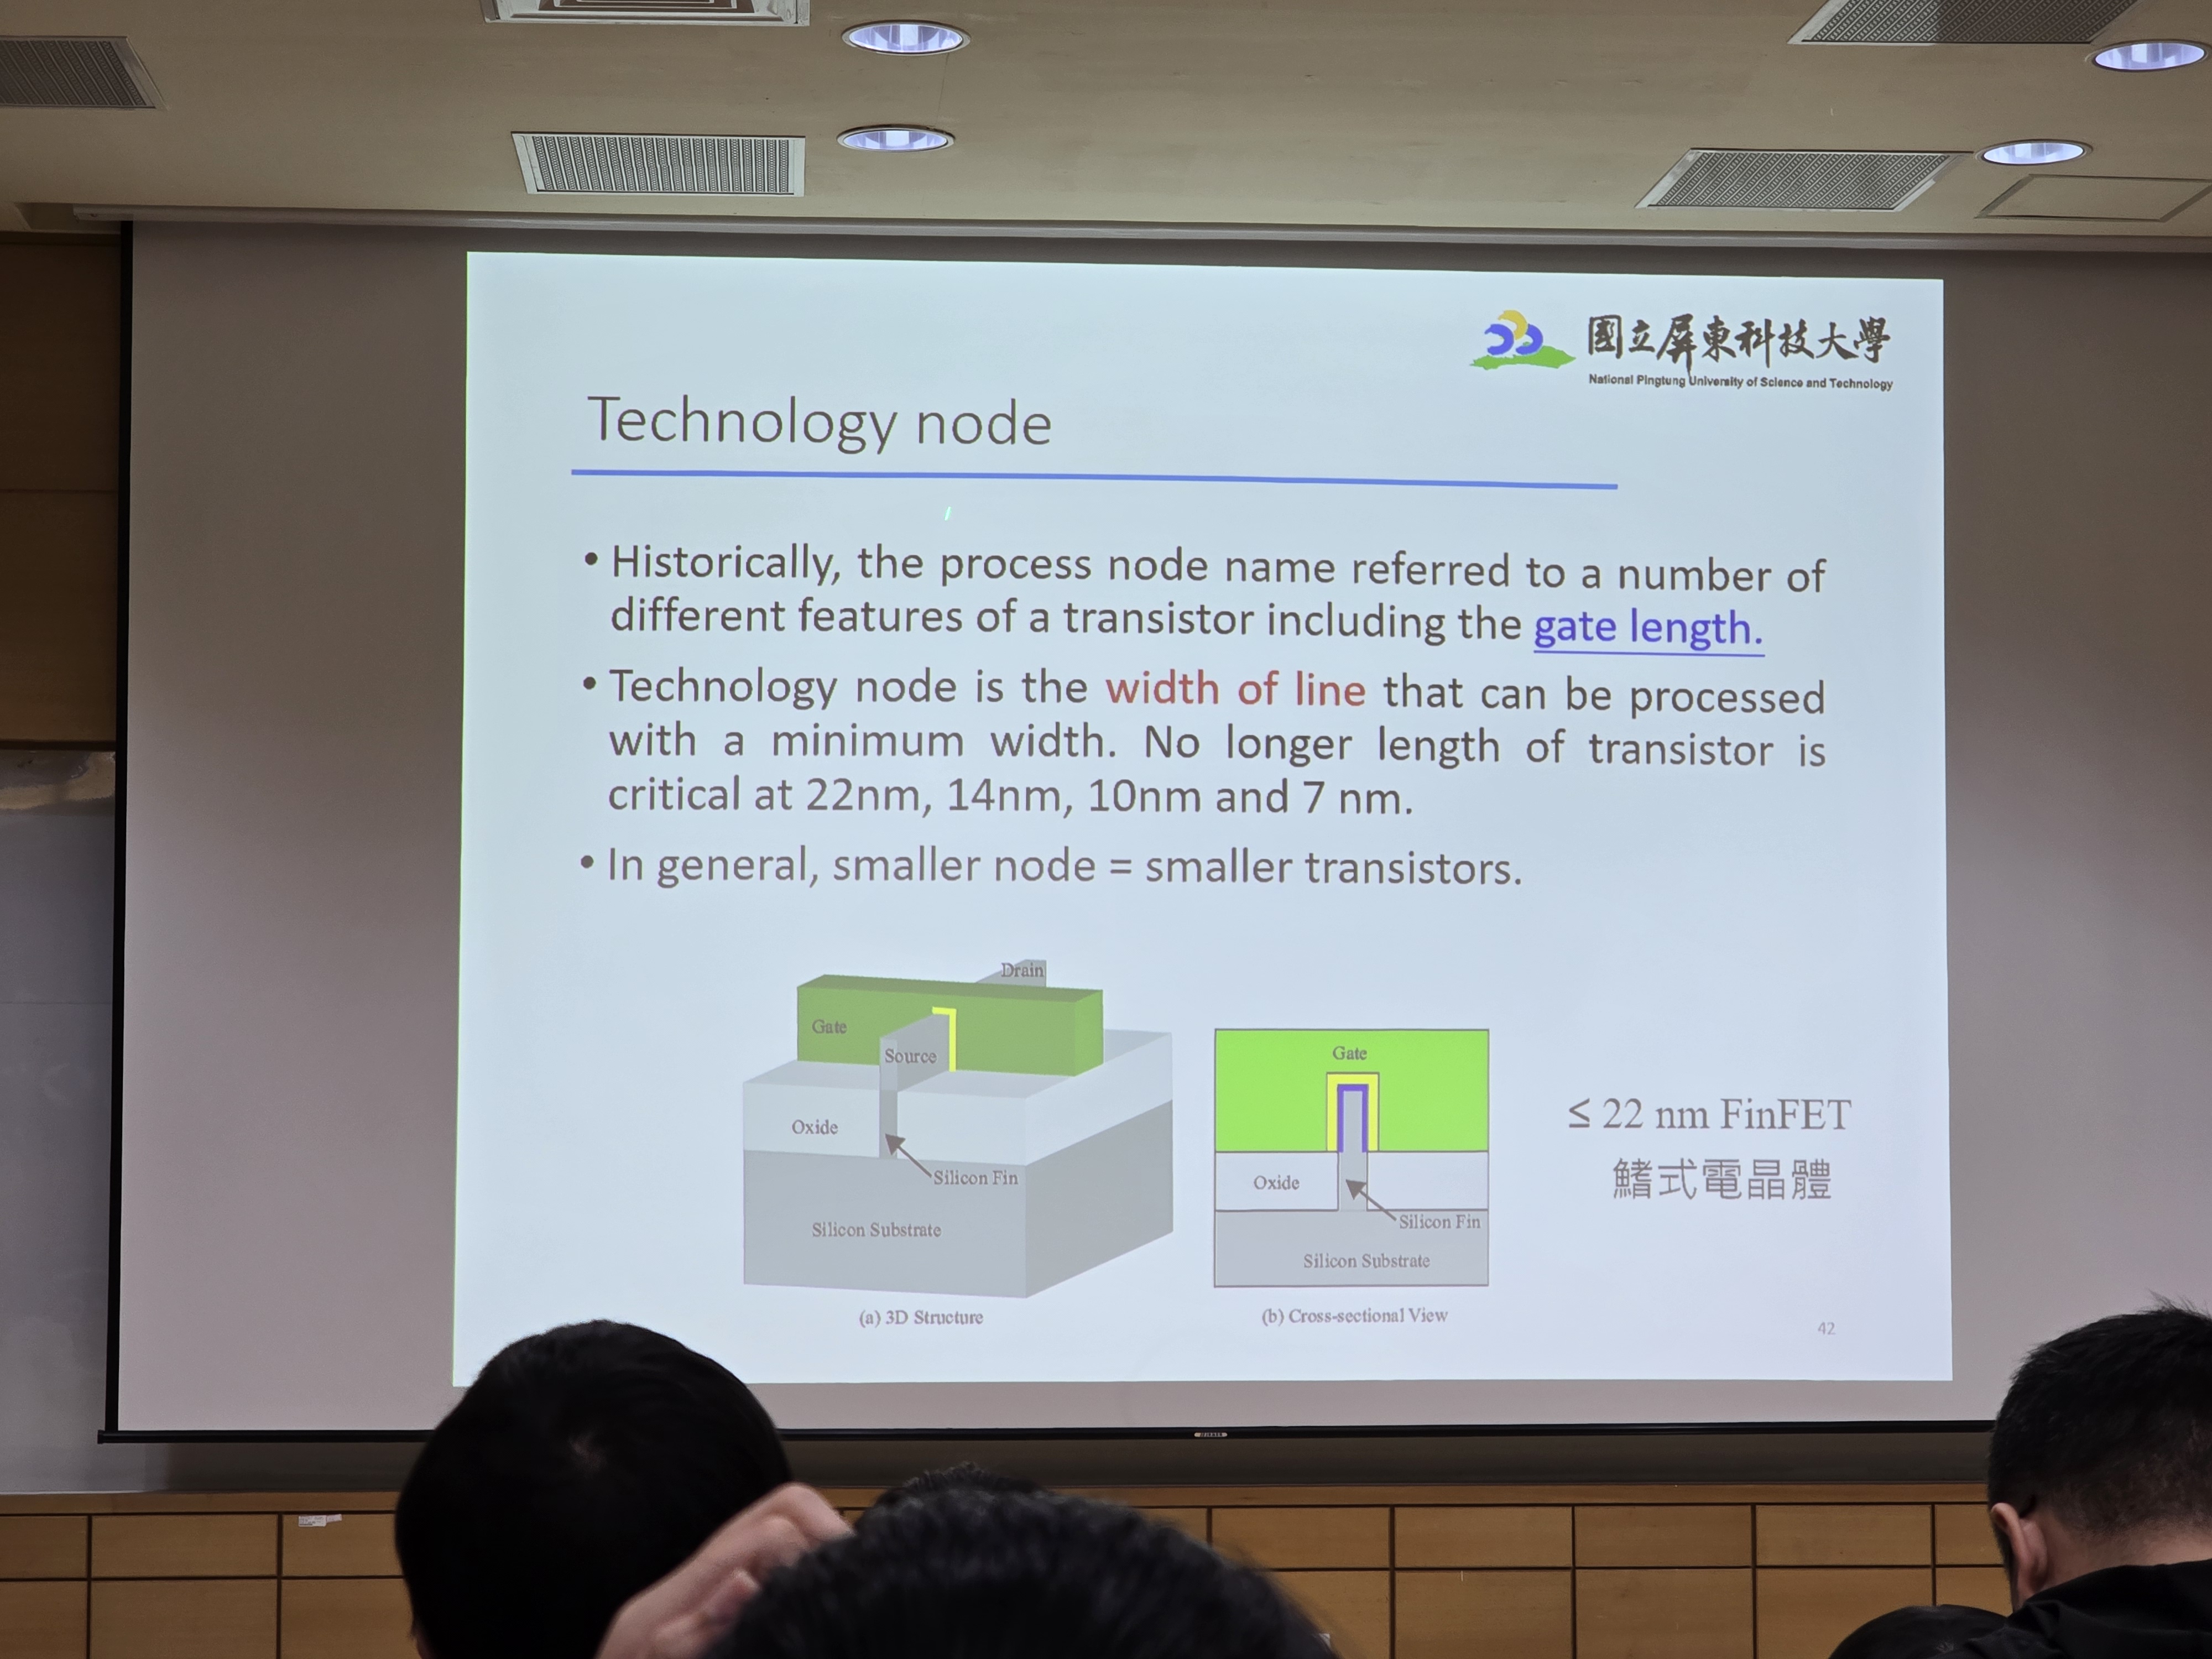 國立屏東科技大學
National Pingtung University of Science and Technology
Technology node
• Historically, the process node name referred to a number of
different features of a transistor including the gate length.
• Technology node is the width of line that can be processed
with a minimum width. No longer length of transistor is
critical at 22nm, 14nm, 10nm and 7 nm.
• In general, smaller node = smaller transistors.
Drain
Gate
Source
Oxide
Silicon Fin
Silicon Substrate
(a) 3D Structure
Gate
Oxide
Silicon Fin
Silicon Substrate
(b) Cross-sectional View
≤ 22 nm FinFET
鰭式電晶體
42